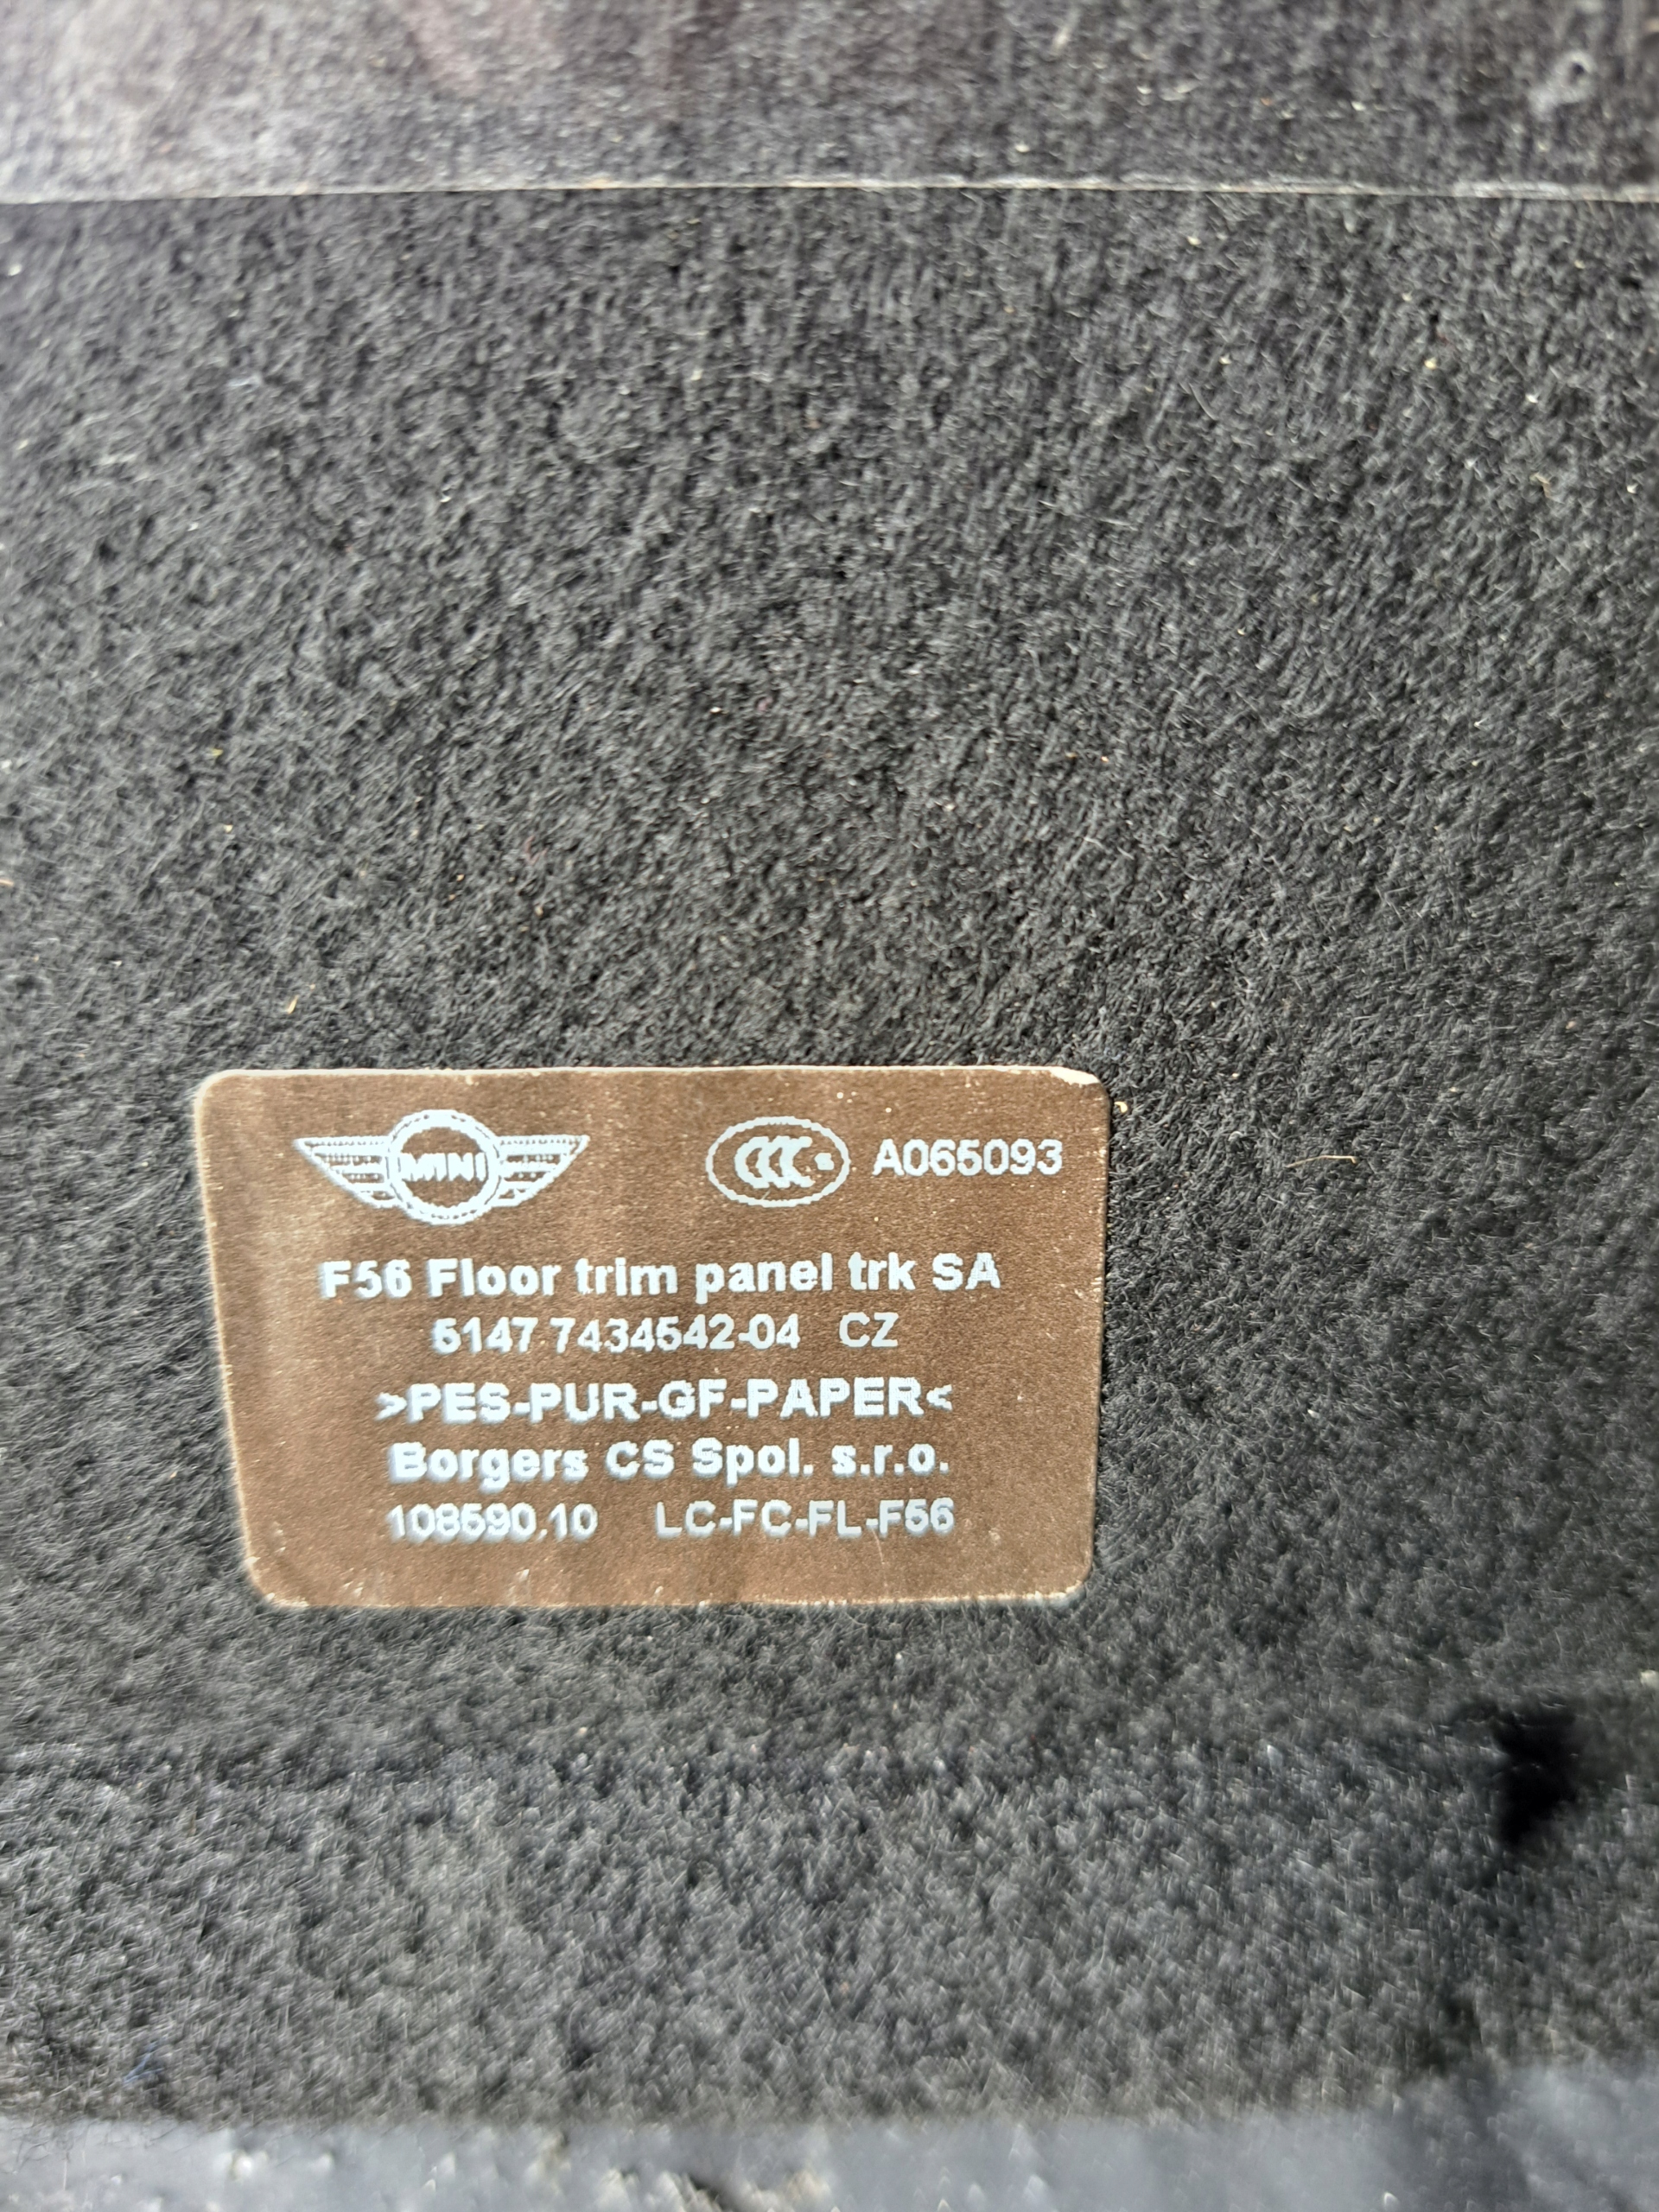 MINI CCC A065093
F56 Floor trim panel trk SA
5147 7434542-04 CZ
>PES-PUR-GF-PAPER<
Borgers CS Spol. s.r.o.
108590.10 LC-FC-FL-F56